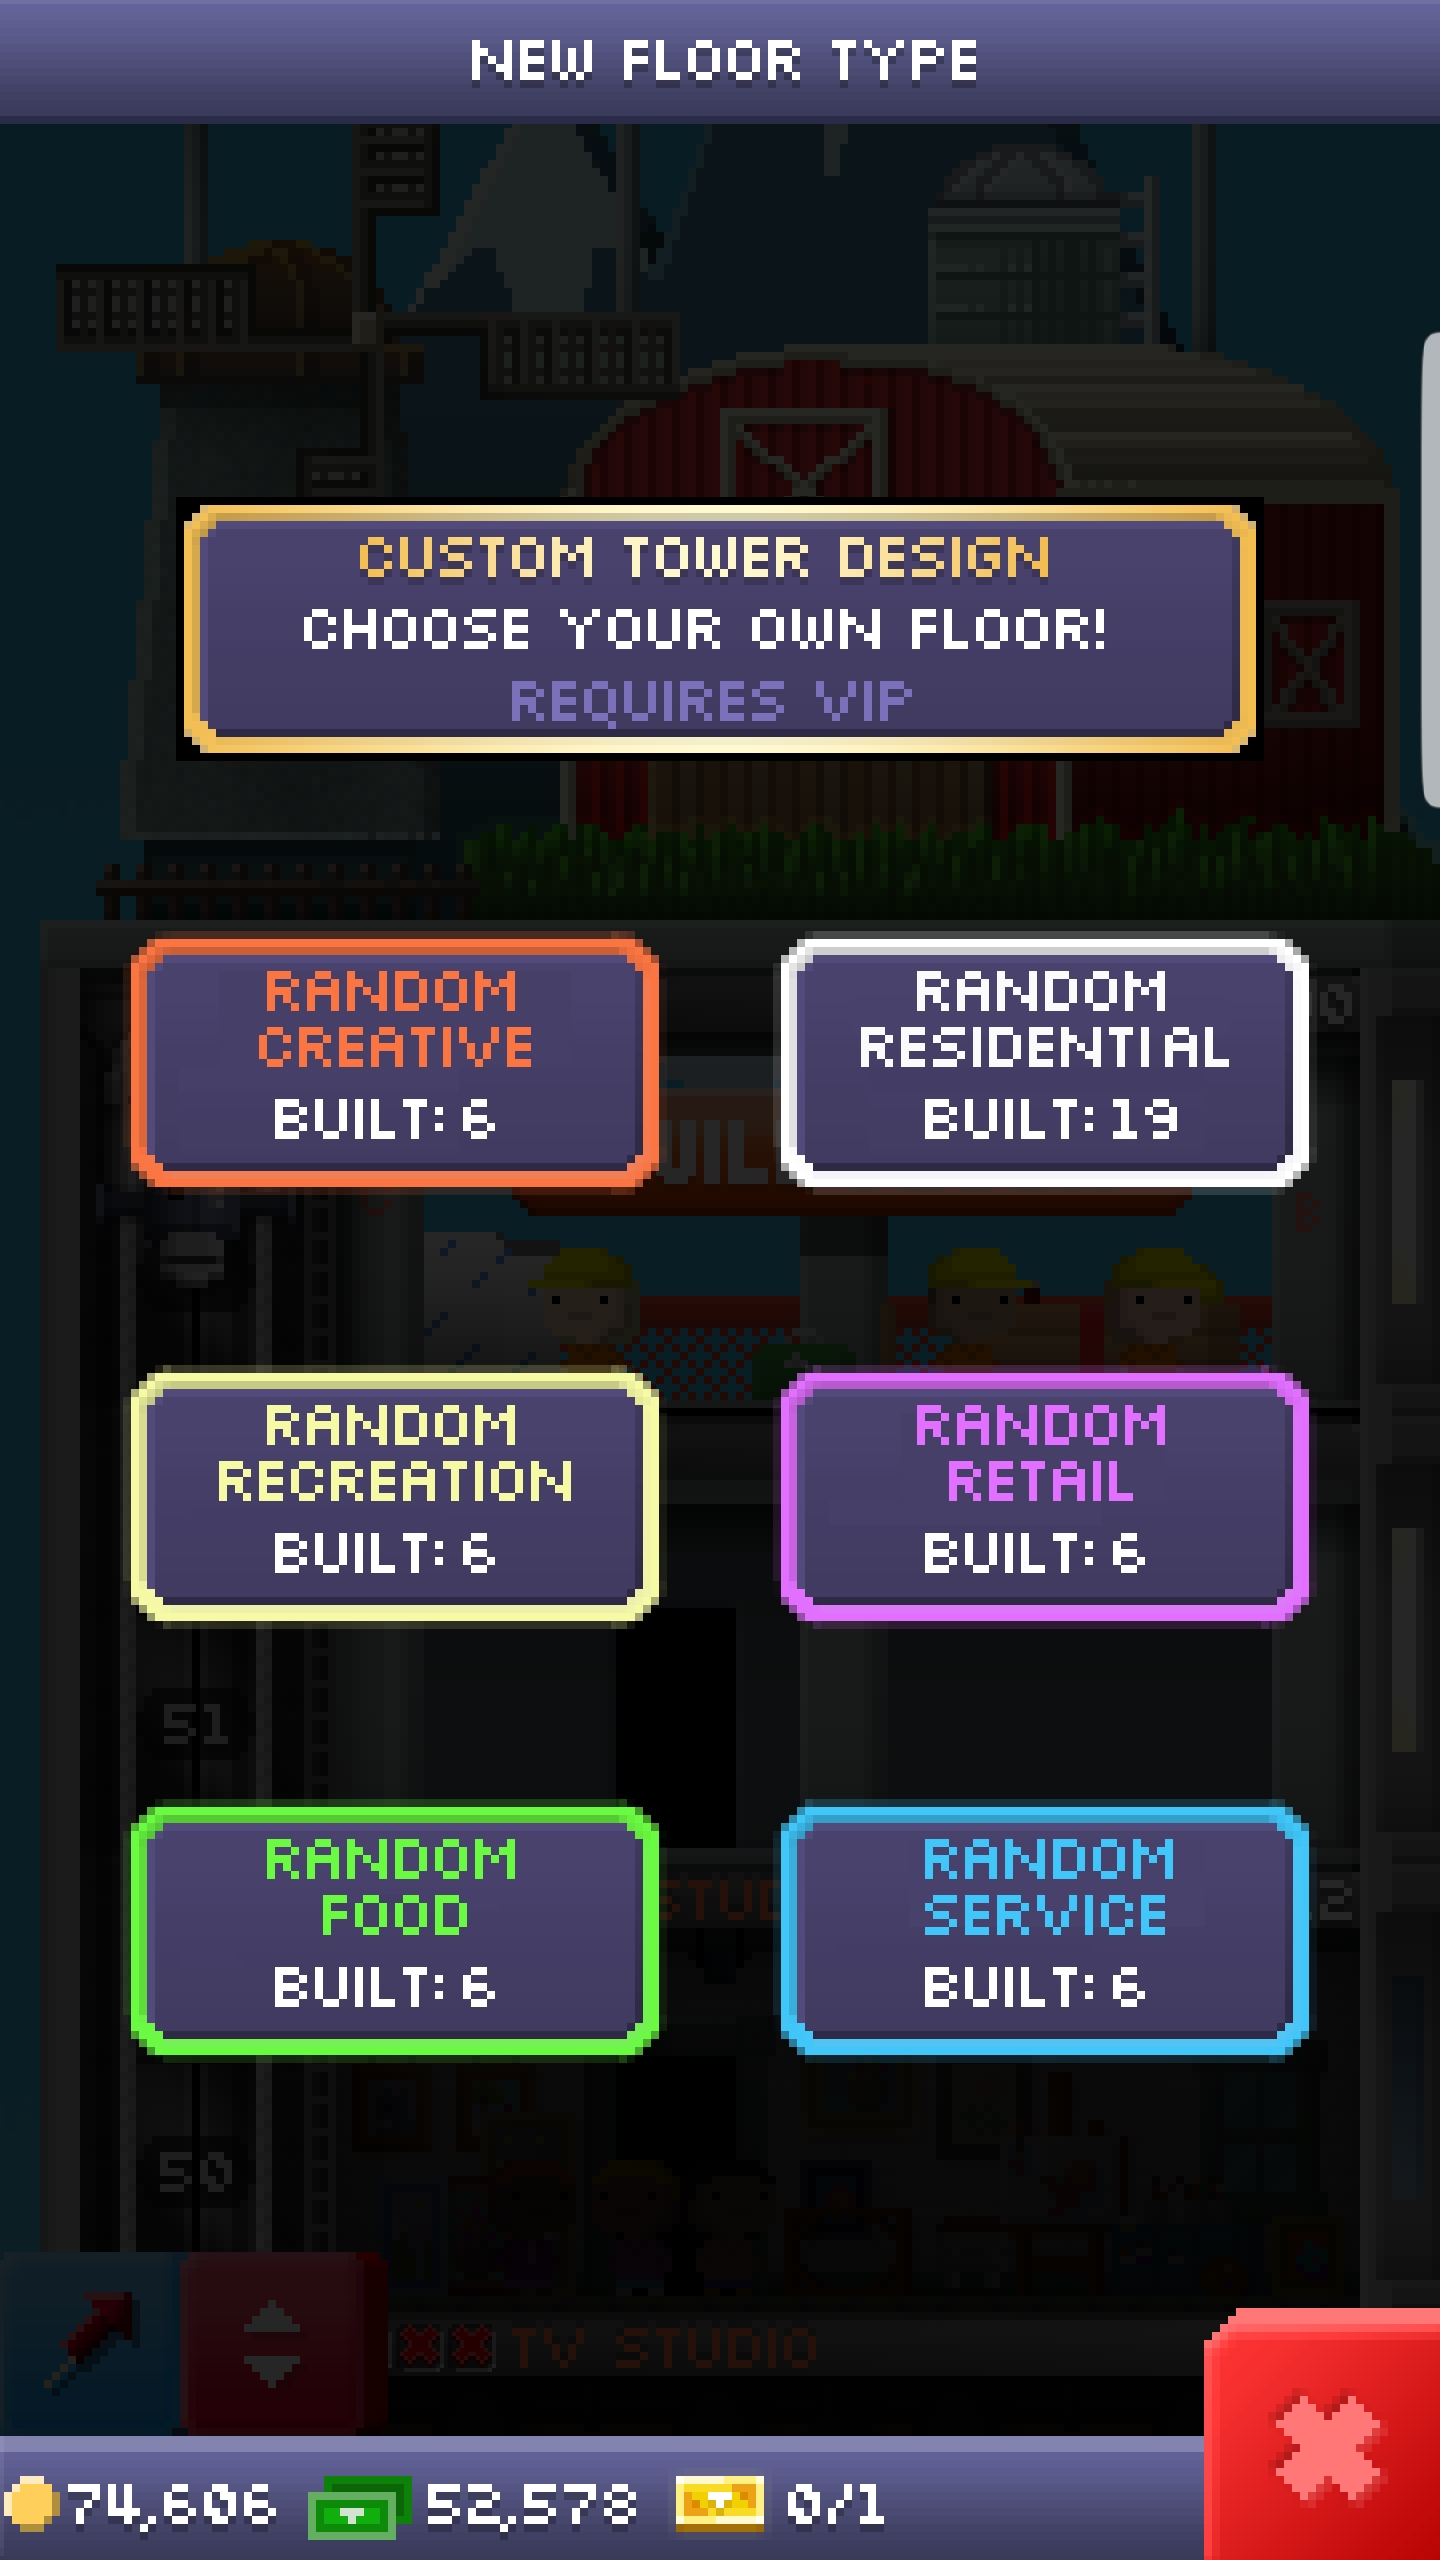 NEW FLOOR TYPE
CUSTOM TOWER DESIGN
CHOOSE YOUR OWN FLOOR!
REQUIRES VIP
RANDOM
CREATIVE
BUILT: 6
RANDOM
RESIDENTIAL
BUILT: 19
RANDOM
RECREATION
BUILT: 6
RANDOM
RETAIL
BUILT: 6
51
RANDOM
FOOD
BUILT: 6
RANDOM
SERVICE
BUILT: 6
50
TV STUDIO
74,606
52,578
0/1